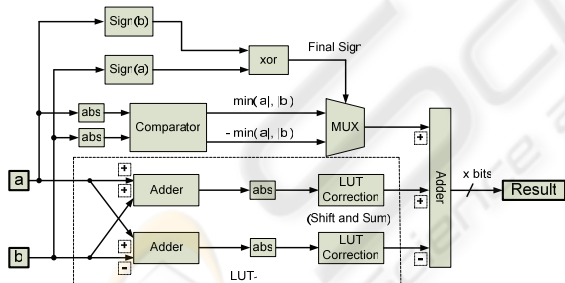 Sign(b)
Sign(a)
xor
Final Sign
abs
abs
Comparator
min(|a|, |b|)
- min(|a|, |b|)
MUX
+
Adder
x bits
Result
a
b
+
+
Adder
abs
LUT
Correction
+
(Shift and Sum)
+
-
Adder
abs
LUT
Correction
-
LUT-